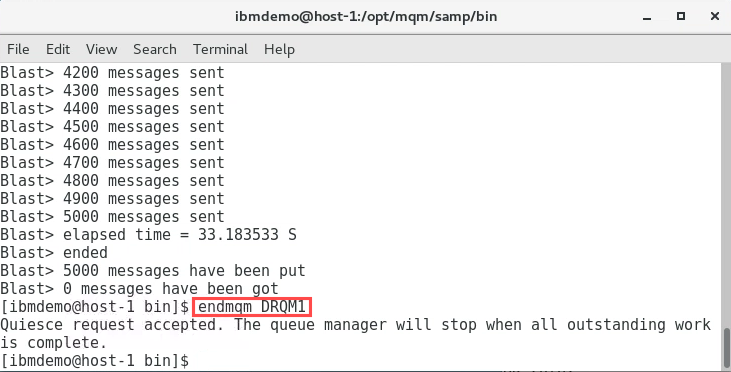 ibmdemo@host-1:/opt/mqm/samp/bin
File Edit View Search Terminal Help
Blast> 4200 messages sent
Blast> 4300 messages sent
Blast> 4400 messages sent
Blast> 4500 messages sent
Blast> 4600 messages sent
Blast> 4700 messages sent
Blast> 4800 messages sent
Blast> 4900 messages sent
Blast> 5000 messages sent
Blast> elapsed time = 33.183533 S
Blast> ended
Blast> 5000 messages have been put
Blast> 0 messages have been got
[ibmdemo@host-1 bin]$ endmqm DRQM1
Quiesce request accepted. The queue manager will stop when all outstanding work
is complete.
[ibmdemo@host-1 bin]$